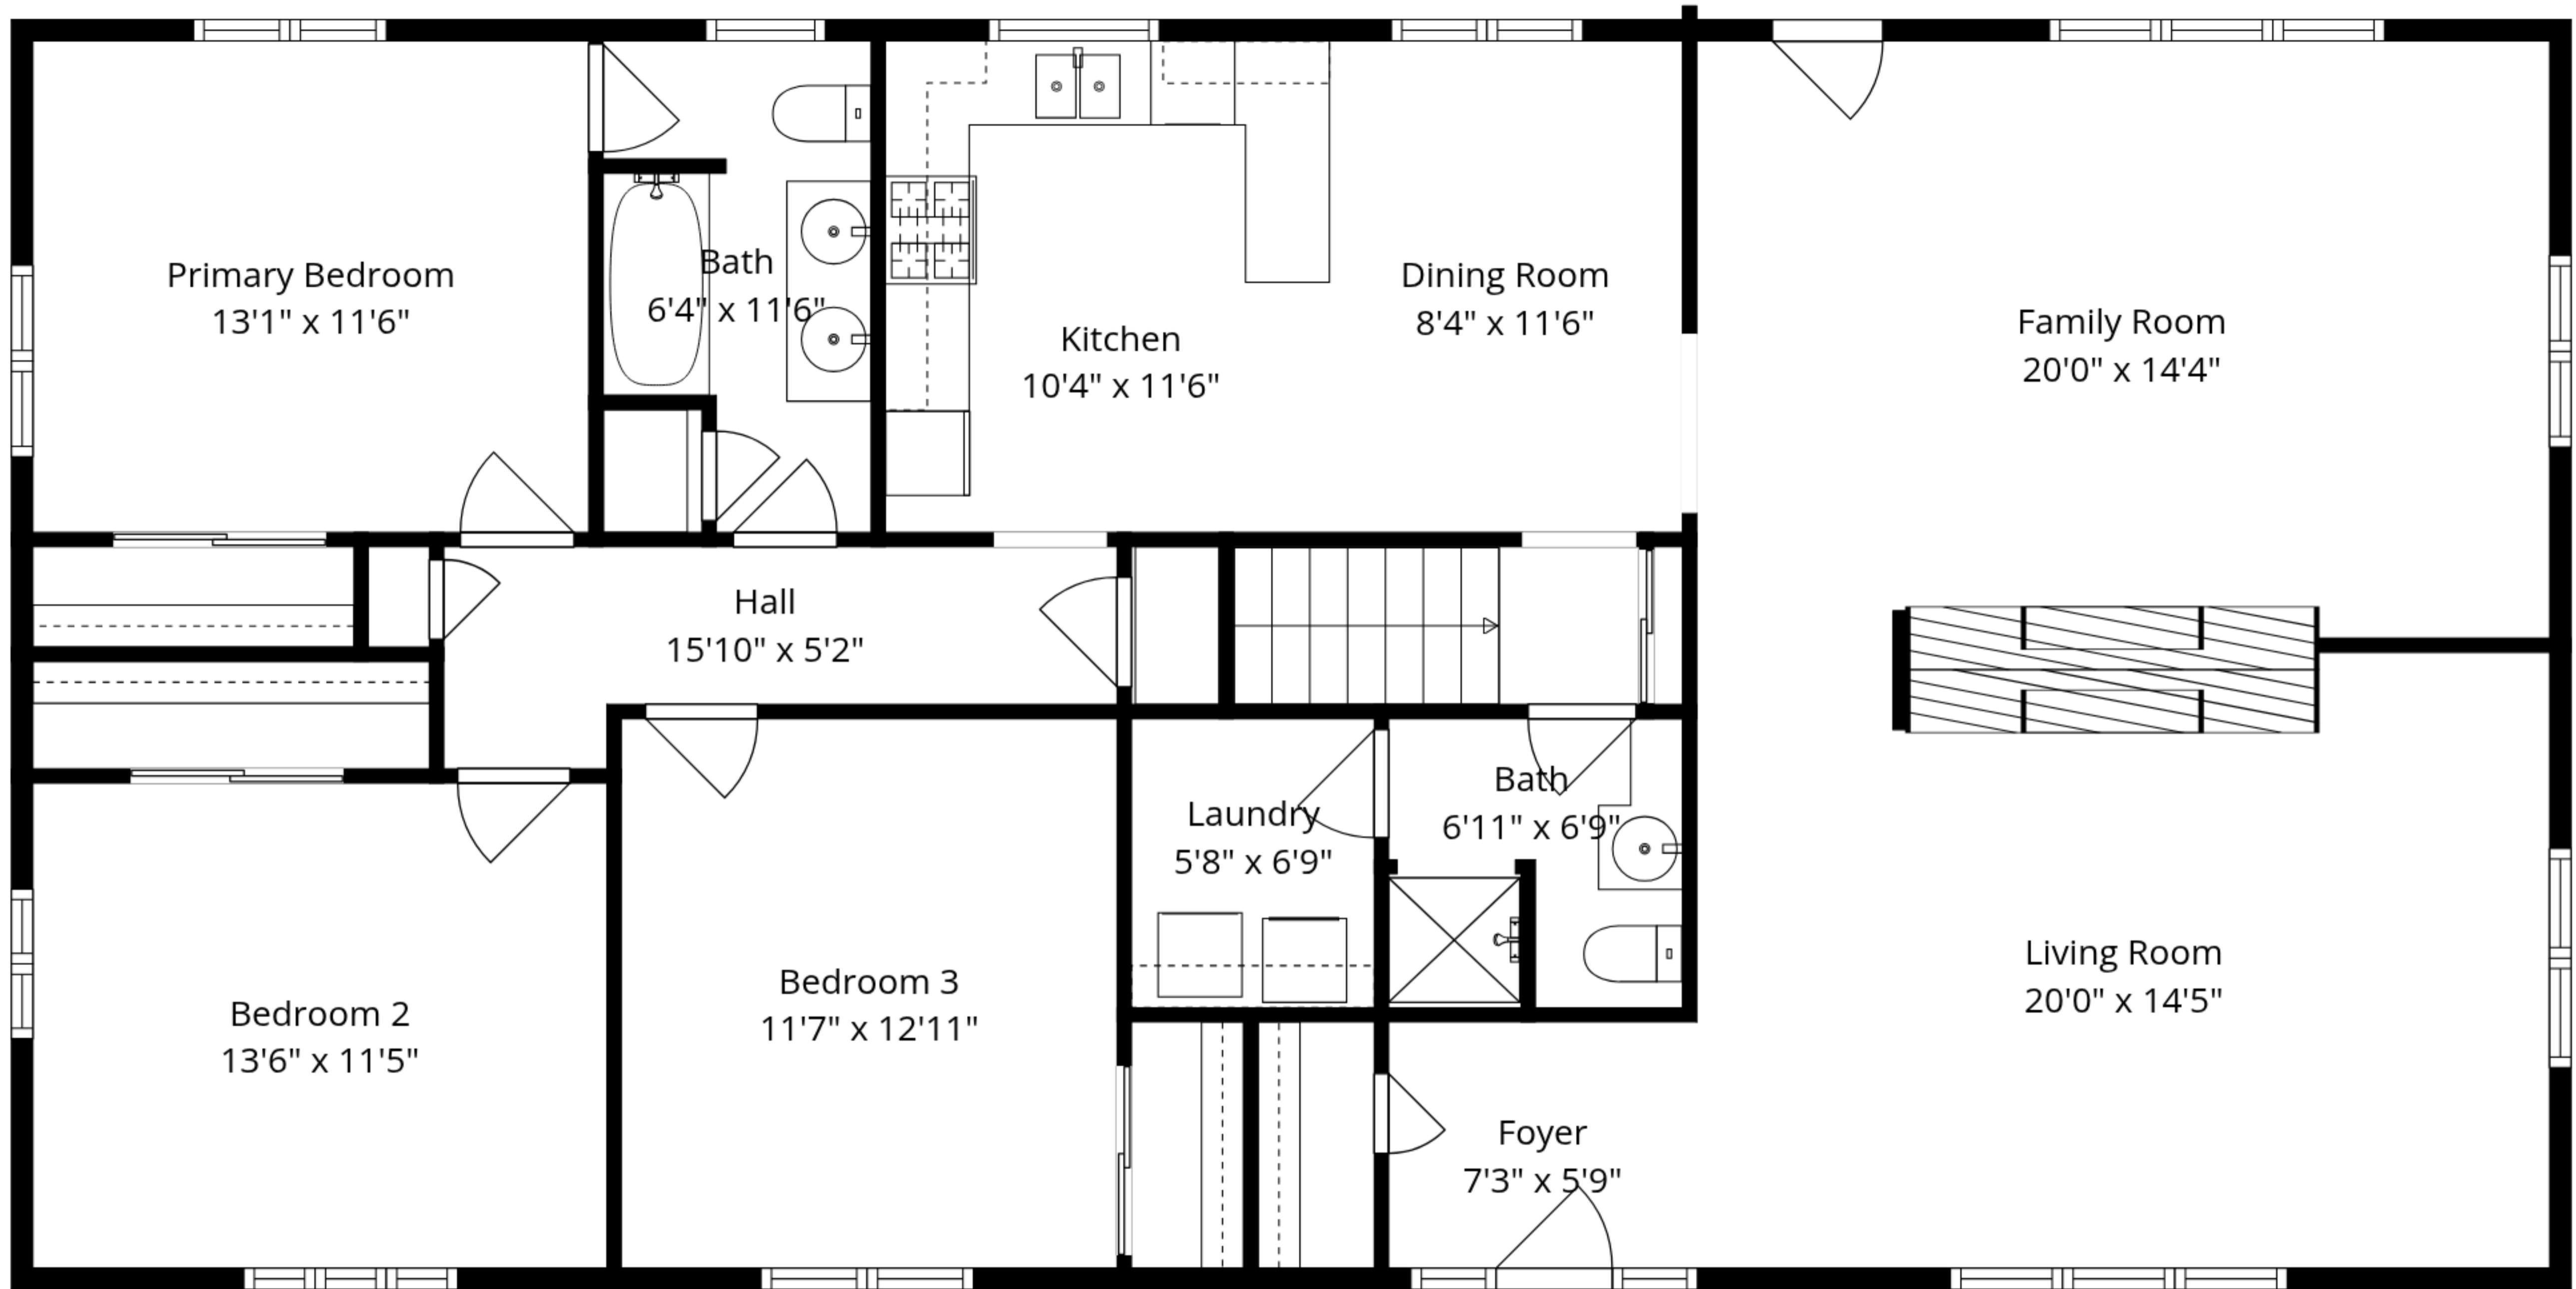 Primary Bedroom
13'1" x 11'6"
Bath
6'4" x 11'6"
Kitchen
10'4" x 11'6"
Dining Room
8'4" x 11'6"
Family Room
20'0" x 14'4"
Hall
15'10" x 5'2"
Laundry
5'8" x 6'9"
Bath
6'11" x 6'9"
Bedroom 2
13'6" x 11'5"
Bedroom 3
11'7" x 12'11"
Foyer
7'3" x 5'9"
Living Room
20'0" x 14'5"